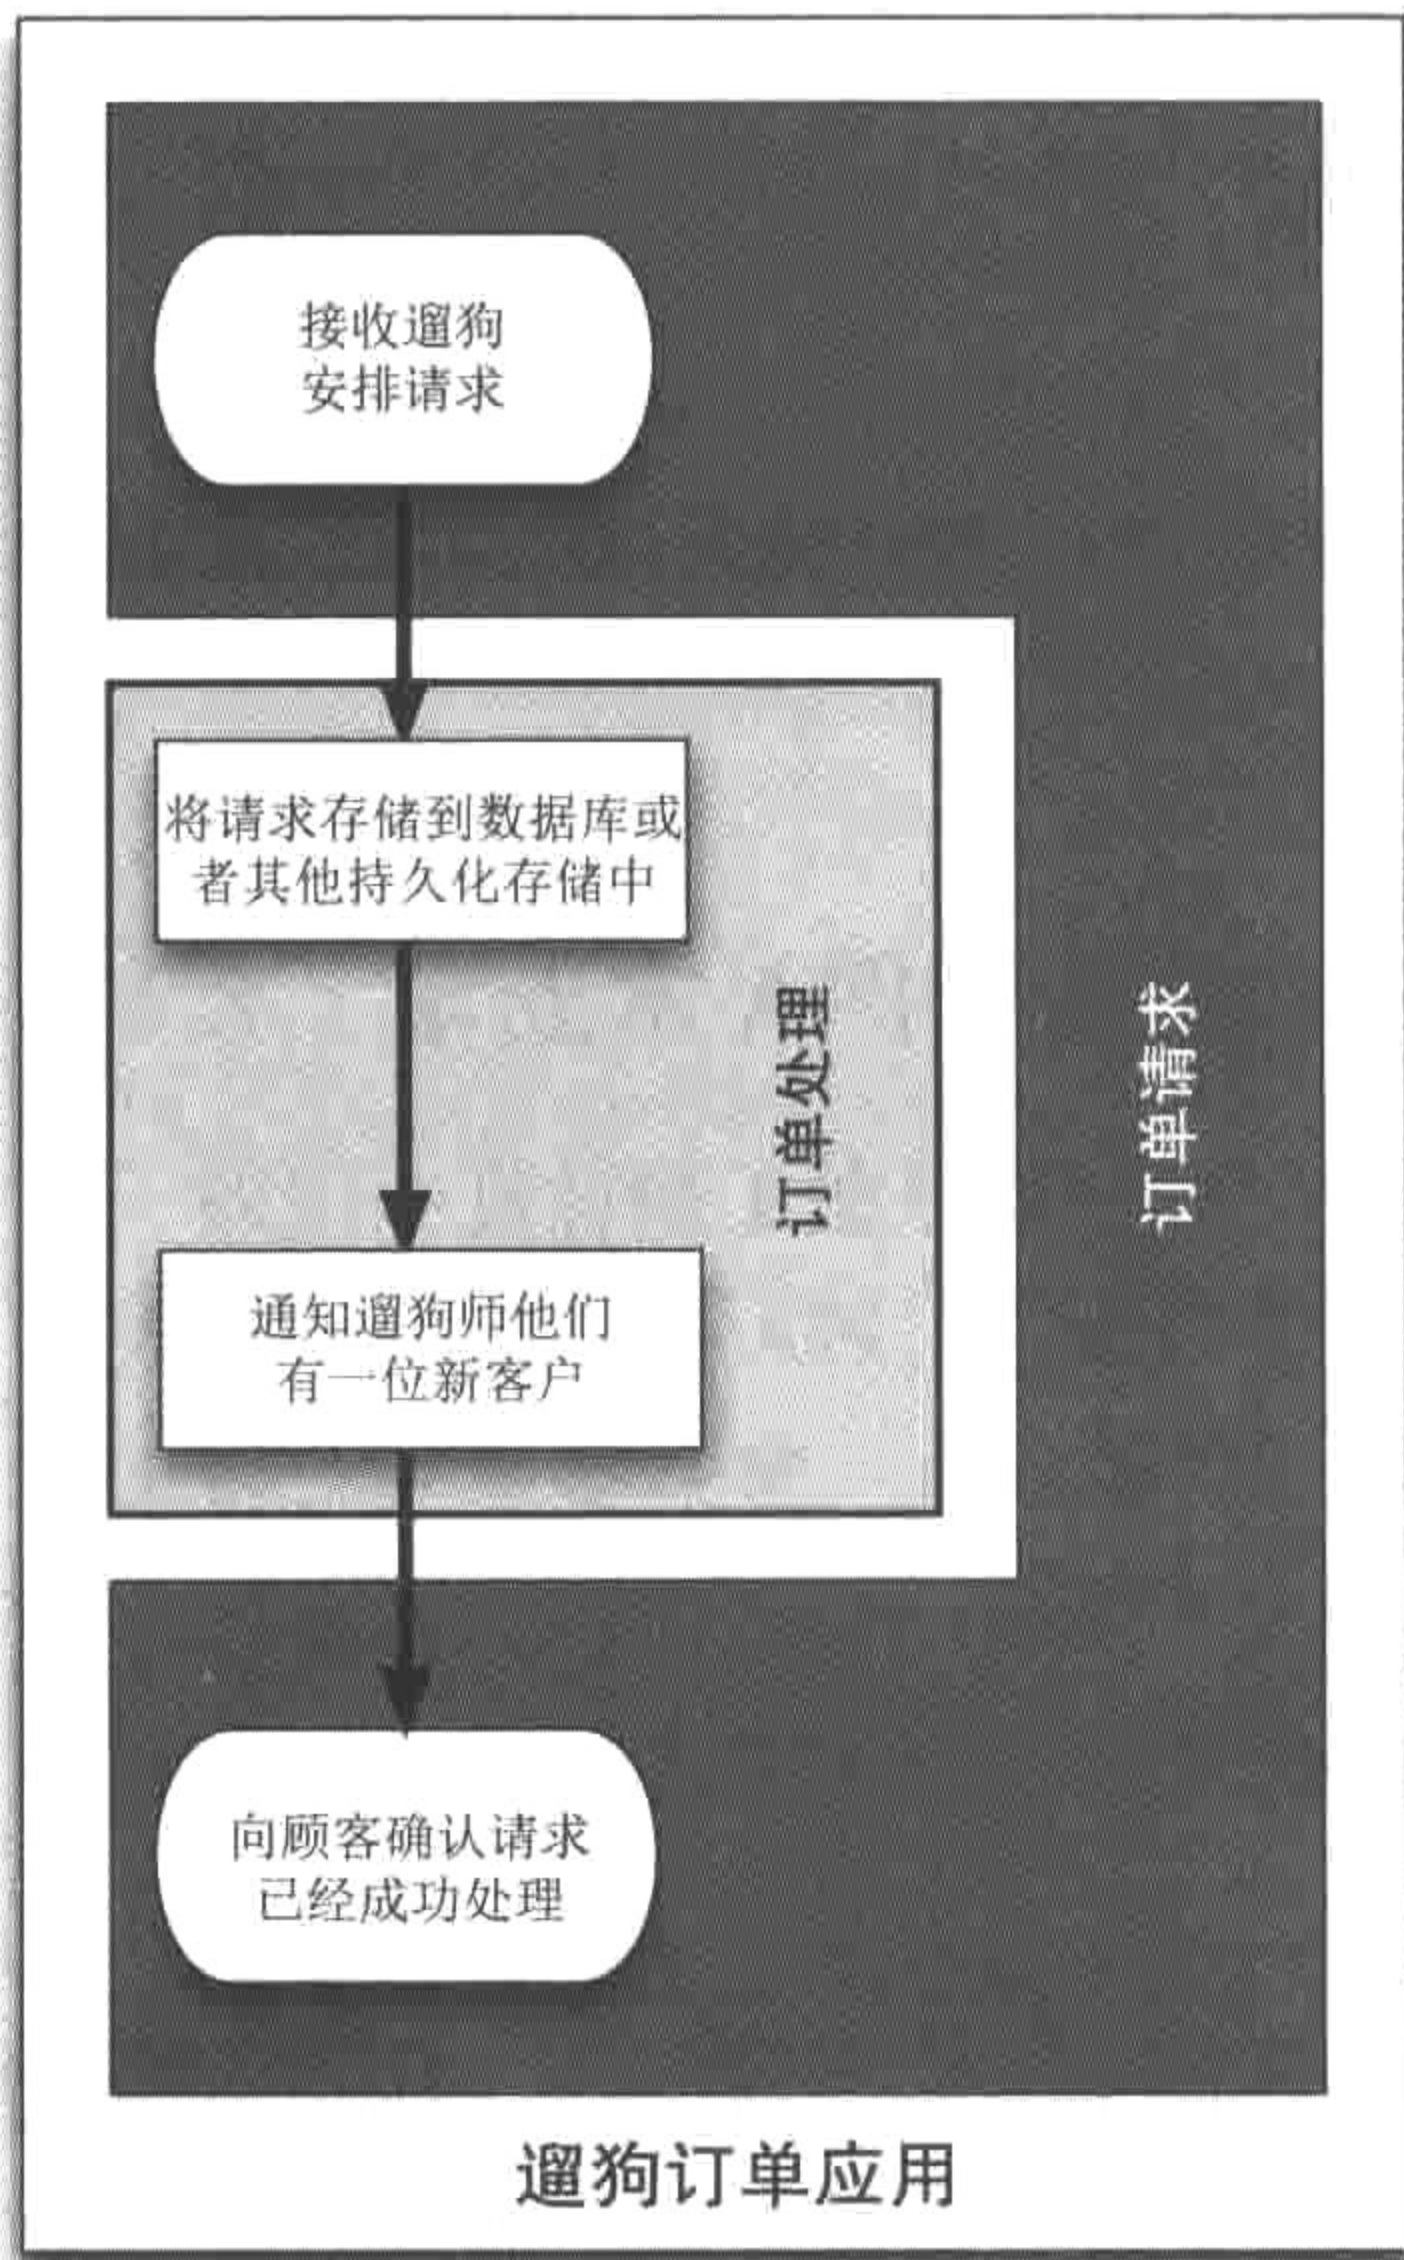 接收遛狗
安排请求
将请求存储到数据库或
者其他持久化存储中
订单处理
订单请求
通知遛狗师他们
有一位新客户
向顾客确认请求
已经成功处理
遛狗订单应用